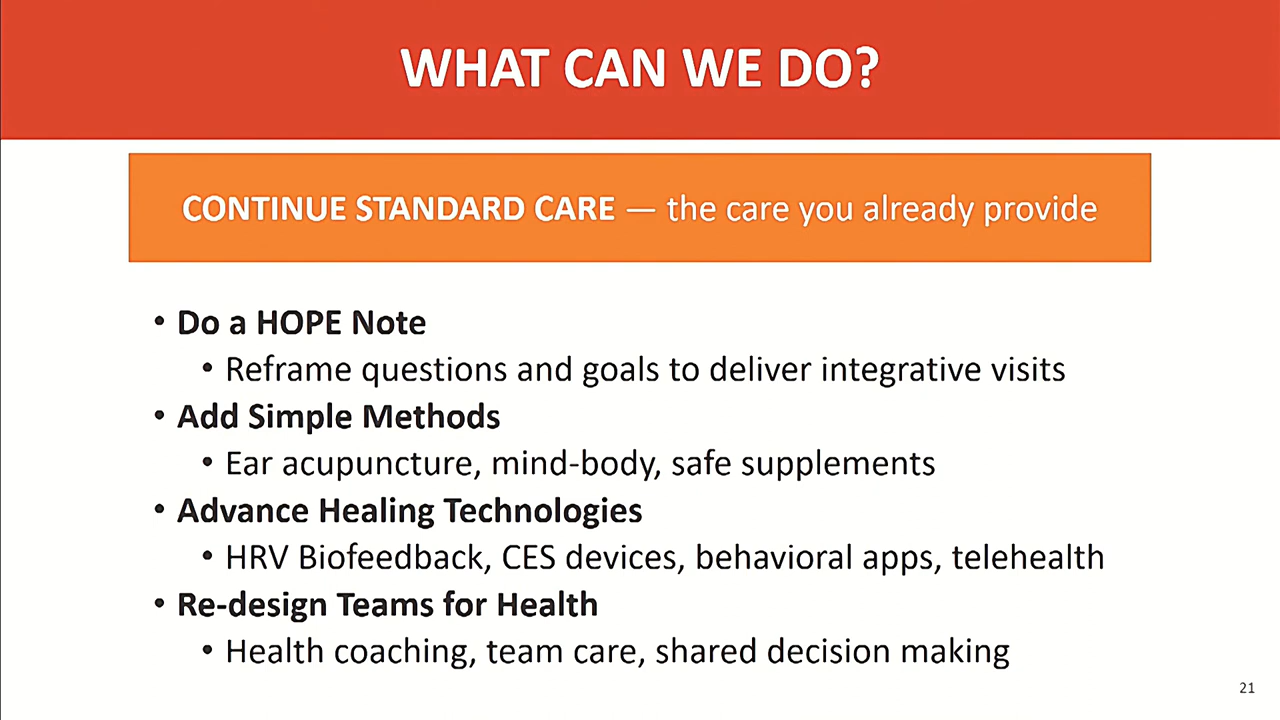 WHAT CAN WE DO?
CONTINUE STANDARD CARE — the care you already provide
• Do a HOPE Note
• Reframe questions and goals to deliver integrative visits
• Add Simple Methods
• Ear acupuncture, mind-body, safe supplements
• Advance Healing Technologies
• HRV Biofeedback, CES devices, behavioral apps, telehealth
• Re-design Teams for Health
• Health coaching, team care, shared decision making
21